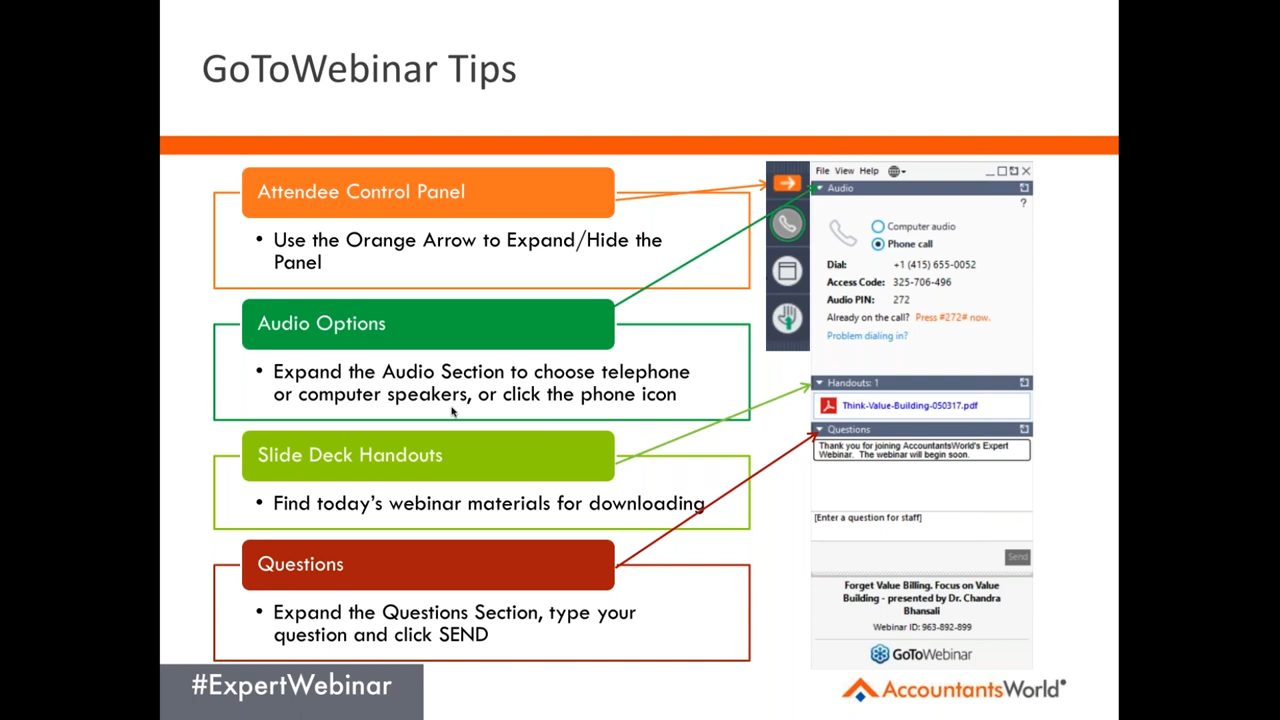 GoToWebinar Tips
Attendee Control Panel
• Use the Orange Arrow to Expand/Hide the
Panel
Audio Options
• Expand the Audio Section to choose telephone
or computer speakers, or click the phone icon
Slide Deck Handouts
• Find today's webinar materials for downloading
Questions
• Expand the Questions Section, type your
question and click SEND
#ExpertWebinar
File View Help
Audio
?
Computer audio
Phone call
Dial: +1 (415) 655-0052
Access Code: 325-706-496
Audio PIN: 272
Already on the call? Press #272# now.
Problem dialing in?
Handouts: 1
Think-Value-Building-050317.pdf
Questions
Thank you for joining AccountantsWorld's Expert
Webinar. The webinar will begin soon.
[Enter a question for staff]
Send
Forget Value Billing. Focus on Value
Building - presented by Dr. Chandra
Bhansali
Webinar ID: 963-892-899
GoToWebinar
AccountantsWorld